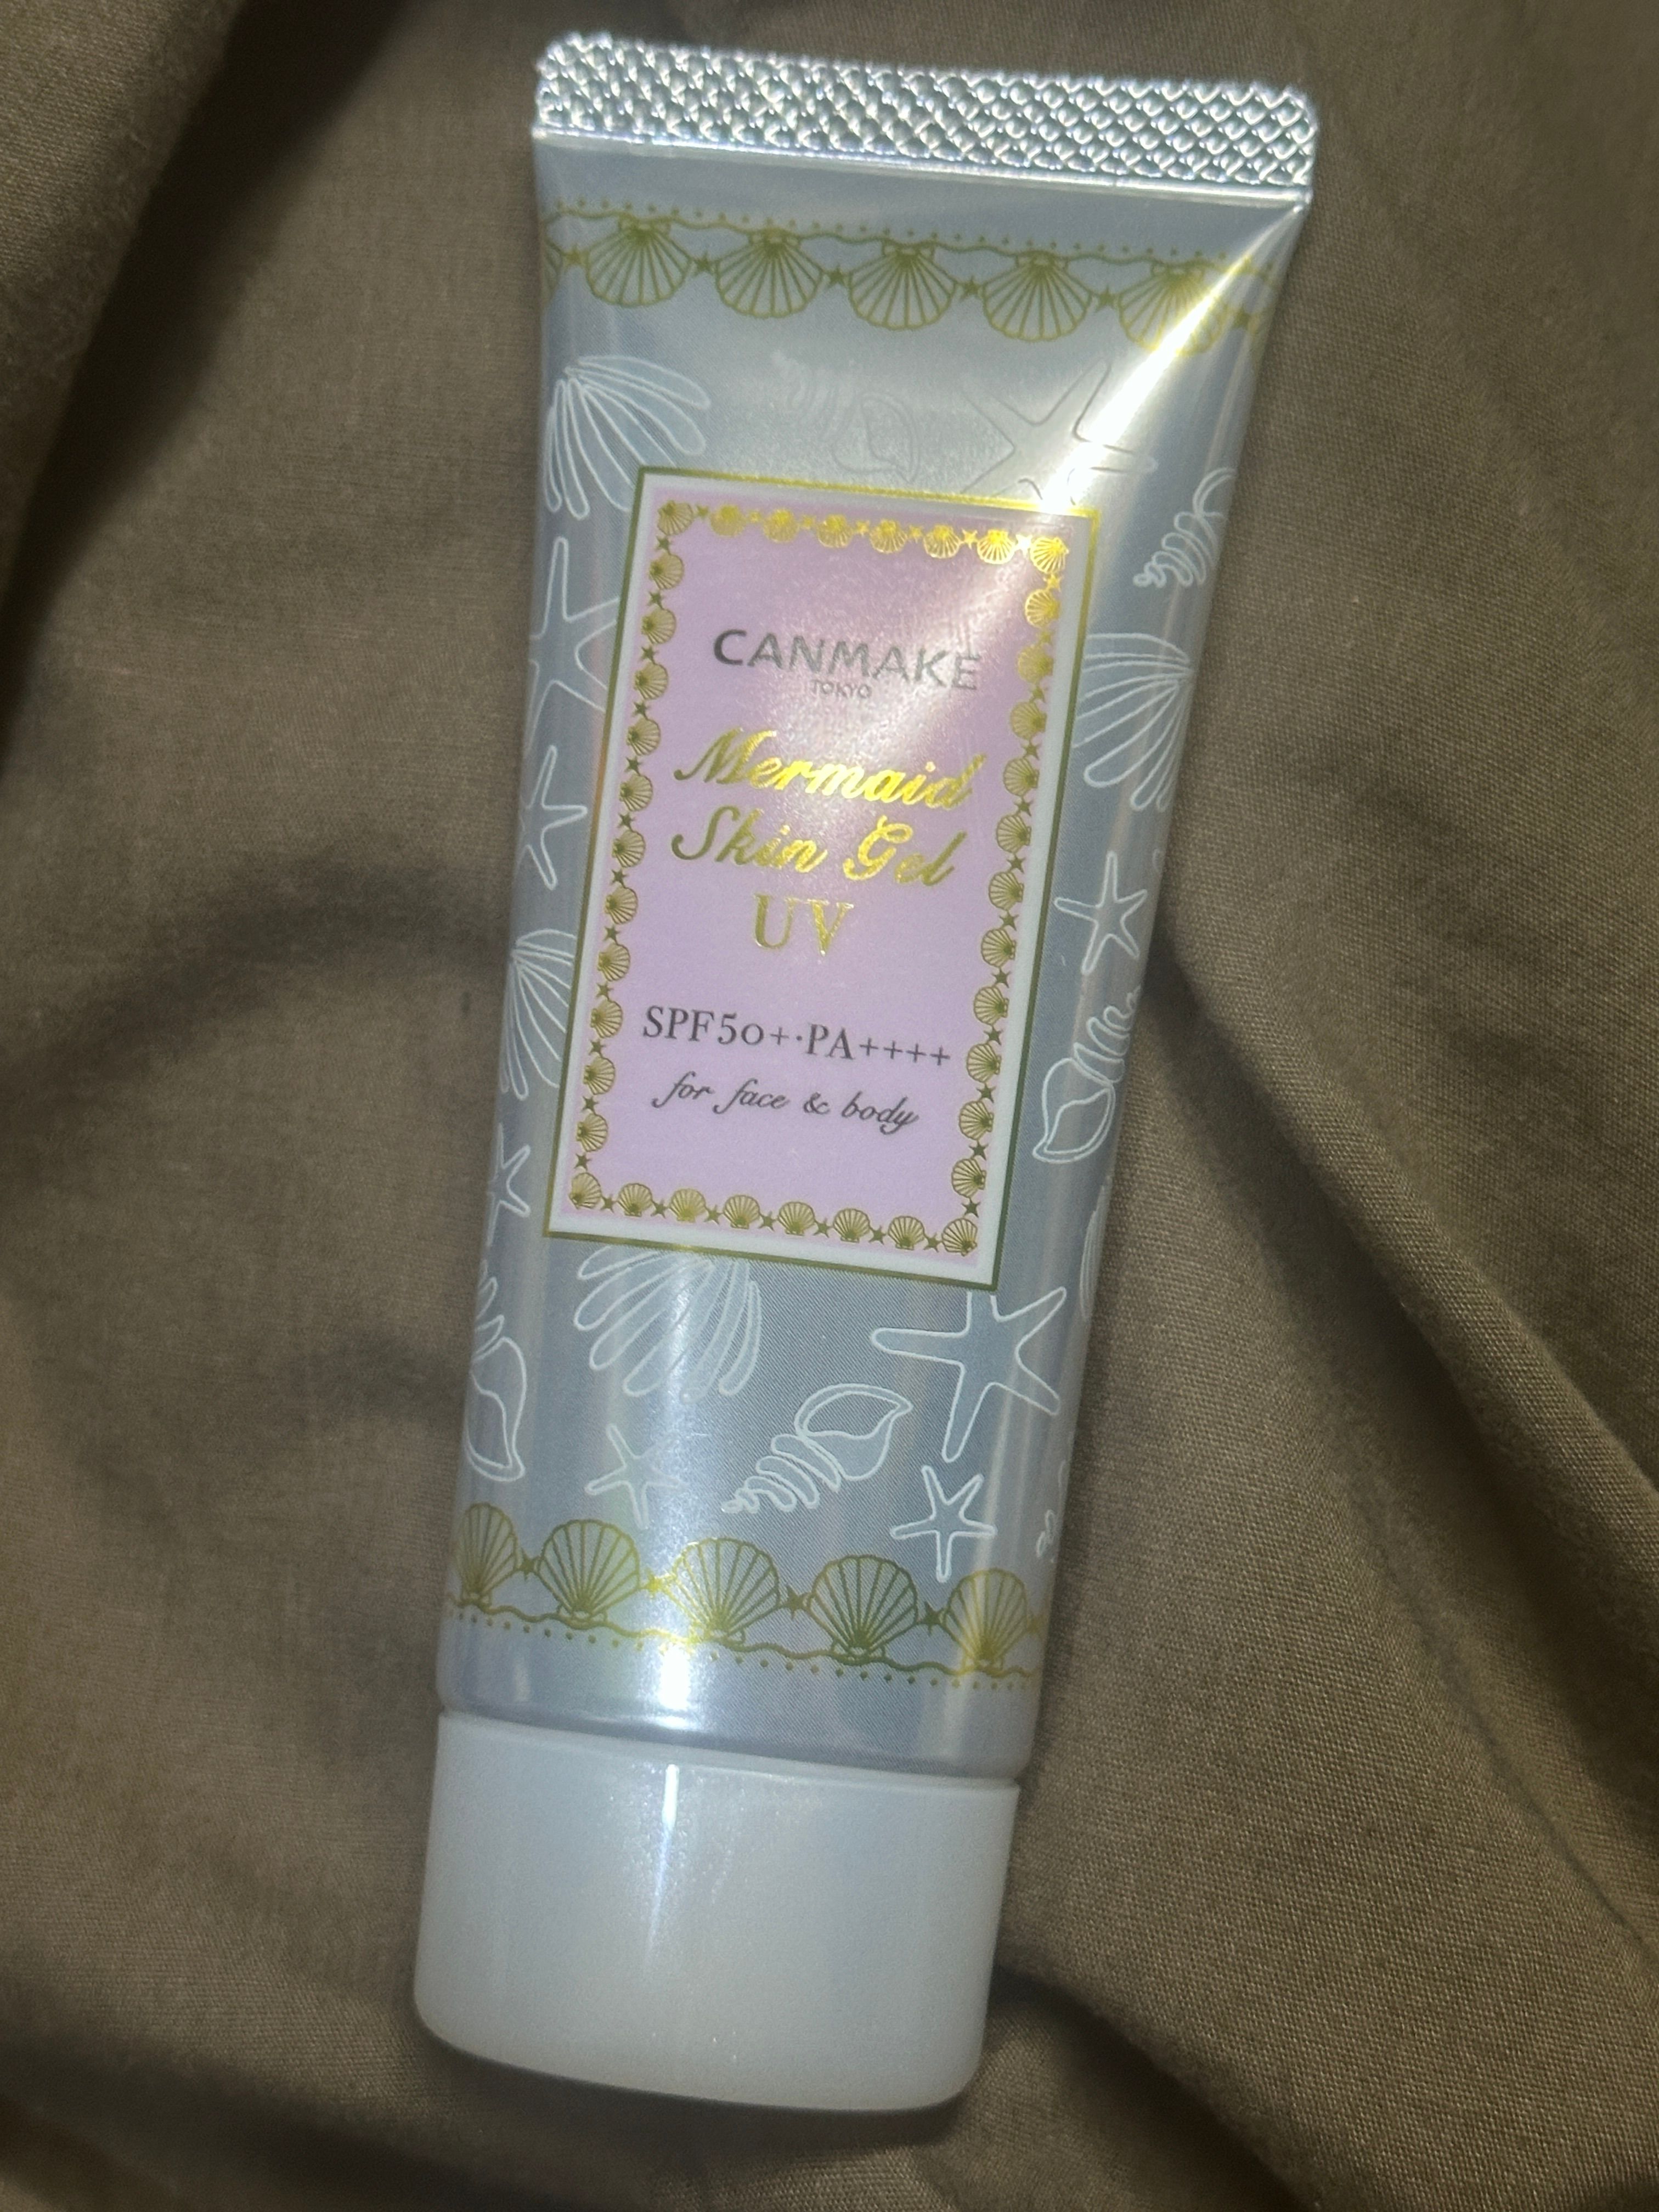 CANMAKE
TOKYO
Mermaid
Skin Gel
UV
SPF50+·PA++++
for face & body